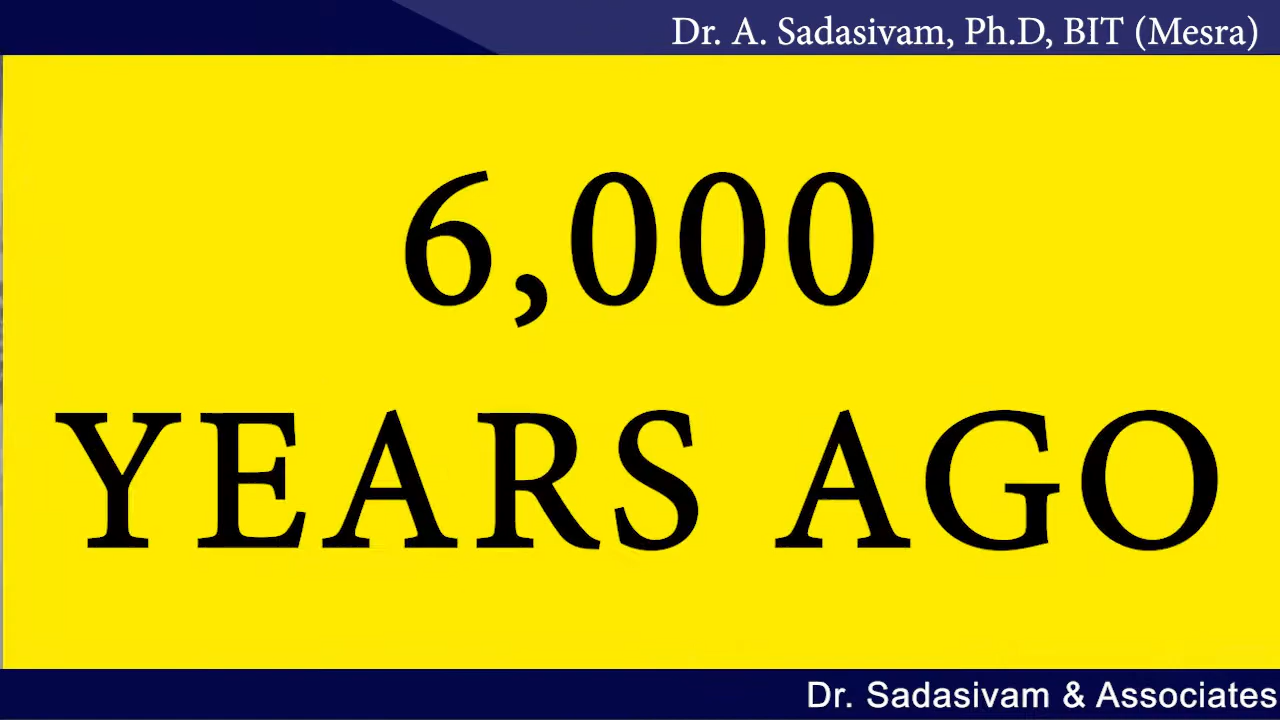 Dr. A. Sadasivam, Ph.D, BIT (Mesra)
6,000
YEARS AGO
Dr. Sadasivam & Associates